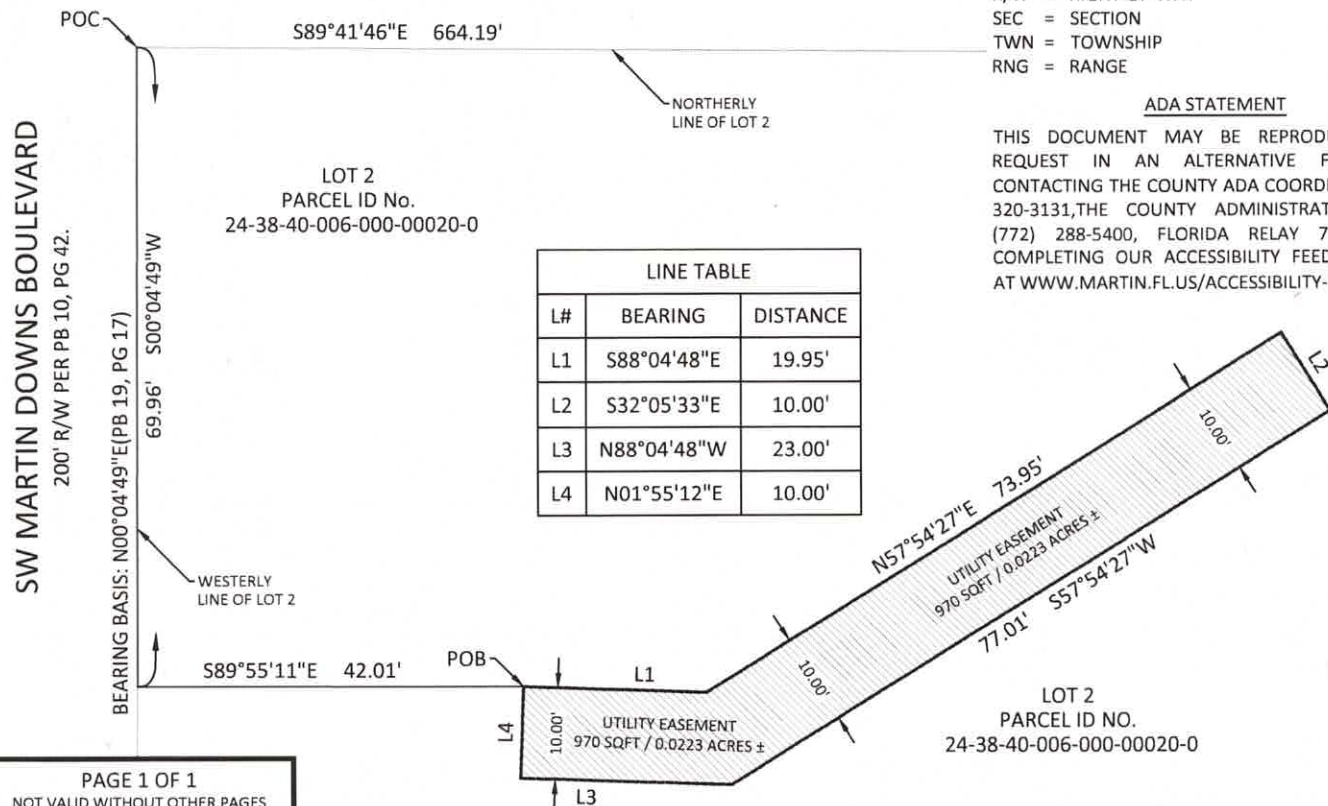 POC
S89°41'46"E 664.19'
SEC = SECTION
TWN = TOWNSHIP
RNG = RANGE
NORTHERLY
LINE OF LOT 2
ADA STATEMENT
THIS DOCUMENT MAY BE
REQUEST IN AN ALTERNATIVE
CONTACTING THE COUNTY ADA
320-3131,THE COUNTY
(772) 288-5400, FLORIDA RELAY
COMPLETING OUR ACCESSIBILITY
AT WWW.MARTIN.FL.US/ACCESSIBILITY-
SW MARTIN DOWNS BOULEVARD
200' R/W PER PB 10, PG 42.
BEARING BASIS: N00°04'49"E(PB 19, PG 17)
69.96' S00°04'49"W
LOT 2
PARCEL ID No.
24-38-40-006-000-00020-0
LINE TABLE
L# BEARING DISTANCE
L1 S88°04'48"E 19.95'
L2 S32°05'33"E 10.00'
L3 N88°04'48"W 23.00'
L4 N01°55'12"E 10.00'
WESTERLY
LINE OF LOT 2
S89°55'11"E 42.01'
POB
L1
L4
10.00'
UTILITY EASEMENT
970 SQFT / 0.0223 ACRES ±
L3
N57°54'27"E 73.95'
UTILITY EASEMENT
970 SQFT / 0.0223 ACRES ±
77.01' S57°54'27"W
10.00'
10.00'
L2
LOT 2
PARCEL ID NO.
24-38-40-006-000-00020-0
PAGE 1 OF 1
NOT VALID WITHOUT OTHER PAGES